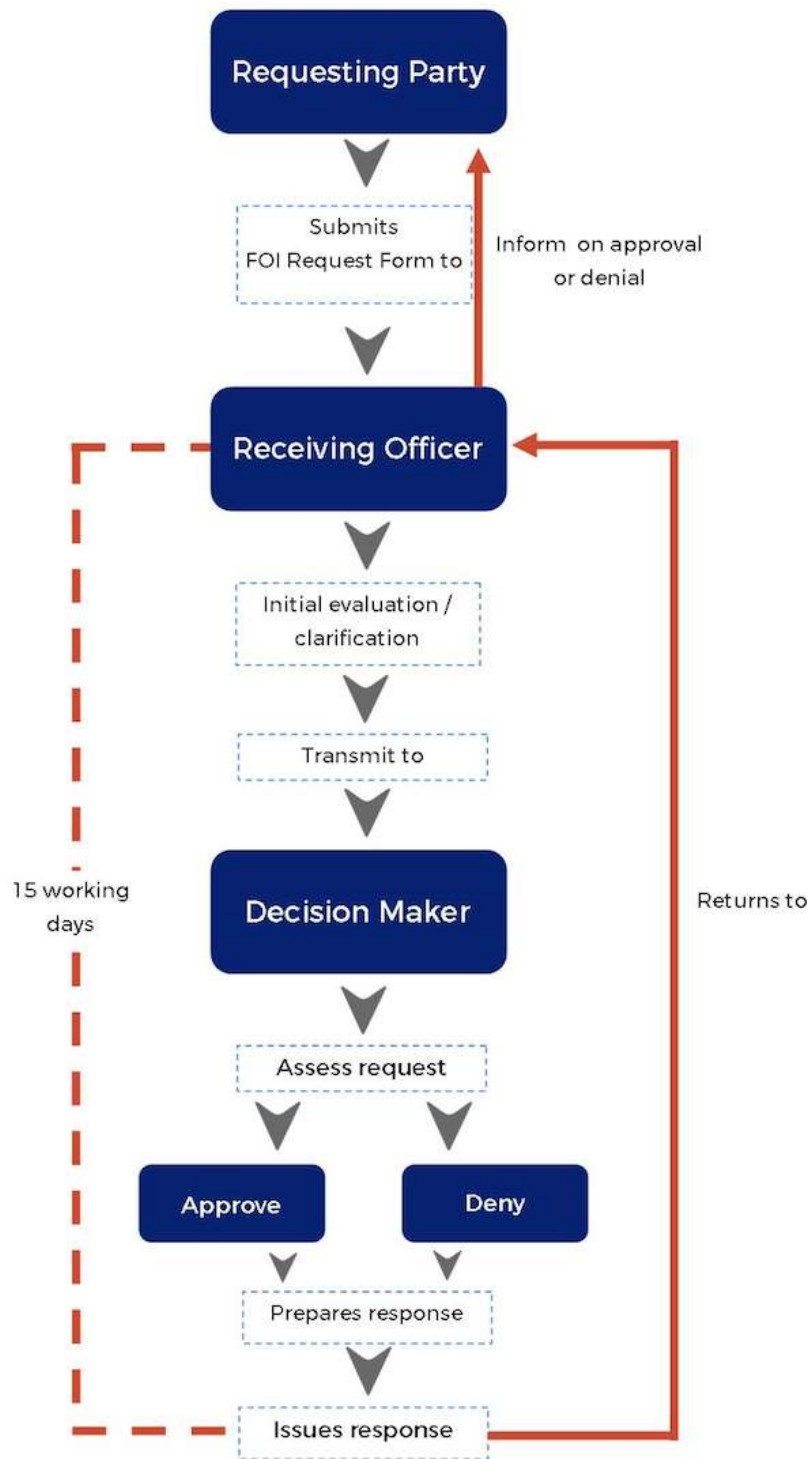 Requesting Party
Submits
FOI Request Form to
Inform on approval
or denial
Receiving Officer
Initial evaluation /
clarification
Transmit to
15 working
days
Decision Maker
Returns to
Assess request
Approve
Deny
Prepares response
Issues response